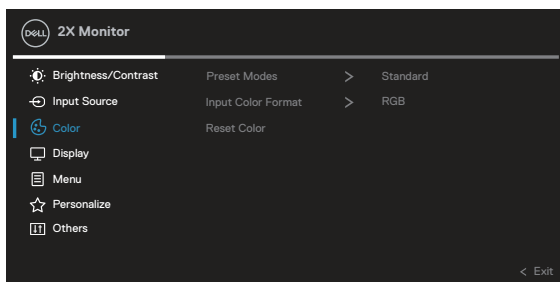 DELL 2X Monitor
Brightness/Contrast Preset Modes > Standard
Input Source Input Color Format > RGB
Color Reset Color
Display
Menu
Personalize
Others
< Exit